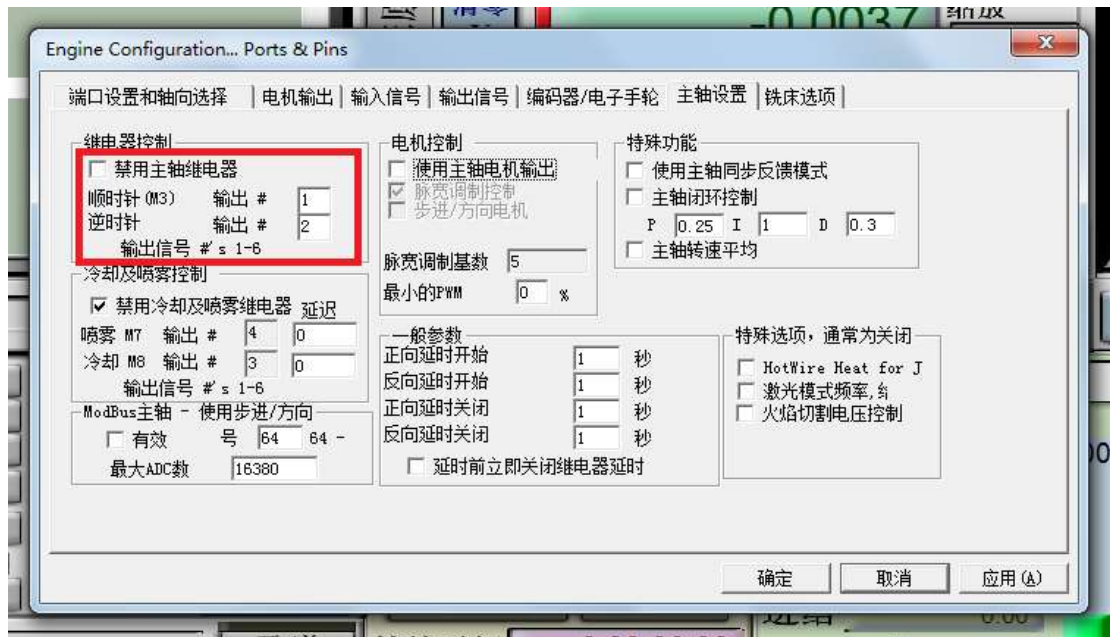 清零
-0.0037
缩放
Engine Configuration... Ports & Pins
端口设置和轴向选择 电机输出 输入信号 输出信号 编码器/电子手轮 主轴设置 铣床选项
继电器控制
禁用主轴继电器
顺时针(M3) 输出 # 1
逆时针 输出 # 2
输出信号 #'s 1-6
冷却及喷雾控制
禁用冷却及喷雾继电器 延迟
喷雾 M7 输出 # 4 0
冷却 M8 输出 # 3 0
输出信号 #'s 1-6
ModBus主轴 - 使用步进/方向
有效 号 64 64 -
最大ADC数 16380
电机控制
使用主轴电机输出
脉宽调制控制
步进/方向电机
脉宽调制基数 5
最小的PWM 0 %
一般参数
正向延时开始 1 秒
反向延时开始 1 秒
正向延时关闭 1 秒
反向延时关闭 1 秒
延时前立即关闭继电器延时
特殊功能
使用主轴同步反馈模式
主轴闭环控制
P 0.25 I 1 D 0.3
主轴转速平均
特殊选项，通常为关闭
HotWire Heat for J
激光模式频率,
火焰切割电压控制
确定 取消 应用(A)
进给 0.00